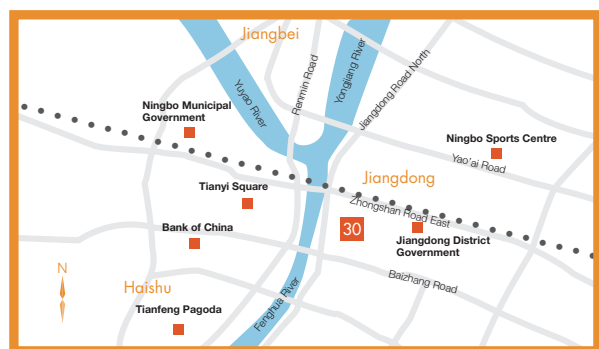 Jiangbei
Yuyao River
Renmin Road
Yongjiang River
Jiangdong Road North
Ningbo Municipal
Government
Ningbo Sports Centre
Yao'ai Road
Jiangdong
Tianyi Square
Zhongshan Road East
30
Bank of China
Jiangdong District
Government
N
Haishu
Baizhang Road
Fenghua River
Tianfeng Pagoda